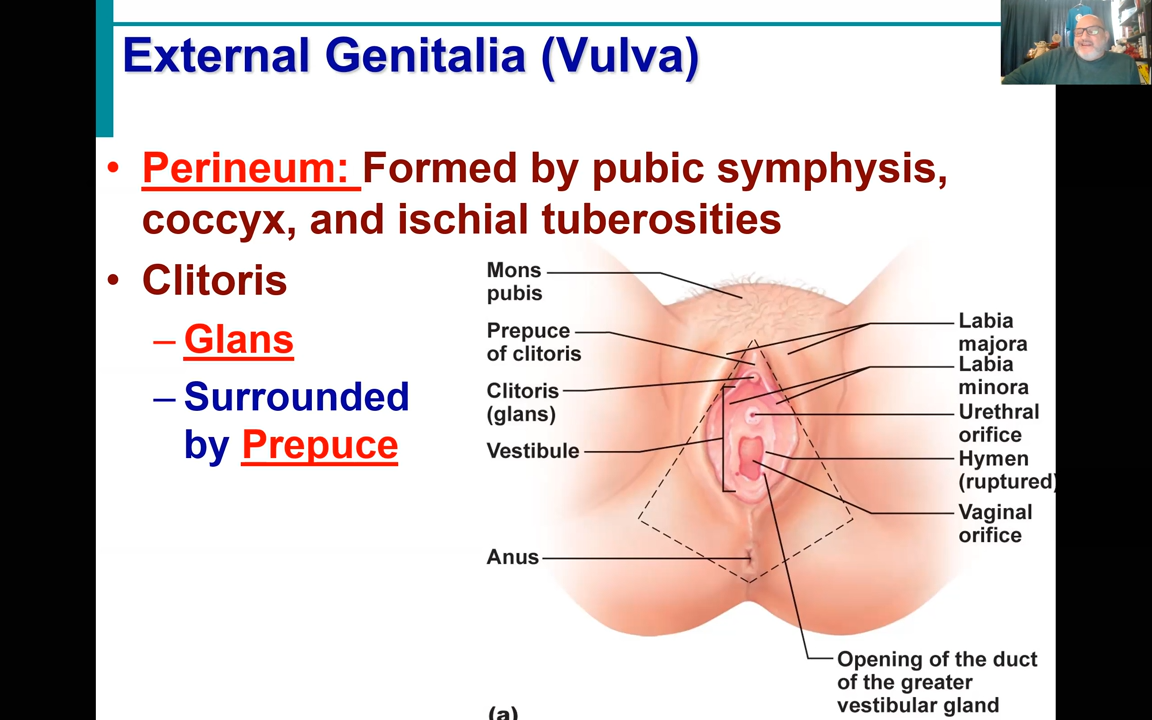 External Genitalia (Vulva)
• Perineum: Formed by pubic symphysis,
coccyx, and ischial tuberosities
• Clitoris
– Glans
– Surrounded
by Prepuce
Mons
pubis
Prepuce
of clitoris
Clitoris
(glans)
Vestibule
Anus
Labia
majora
Labia
minora
Urethral
orifice
Hymen
(ruptured)
Vaginal
orifice
Opening of the duct
of the greater
vestibular gland
(a)